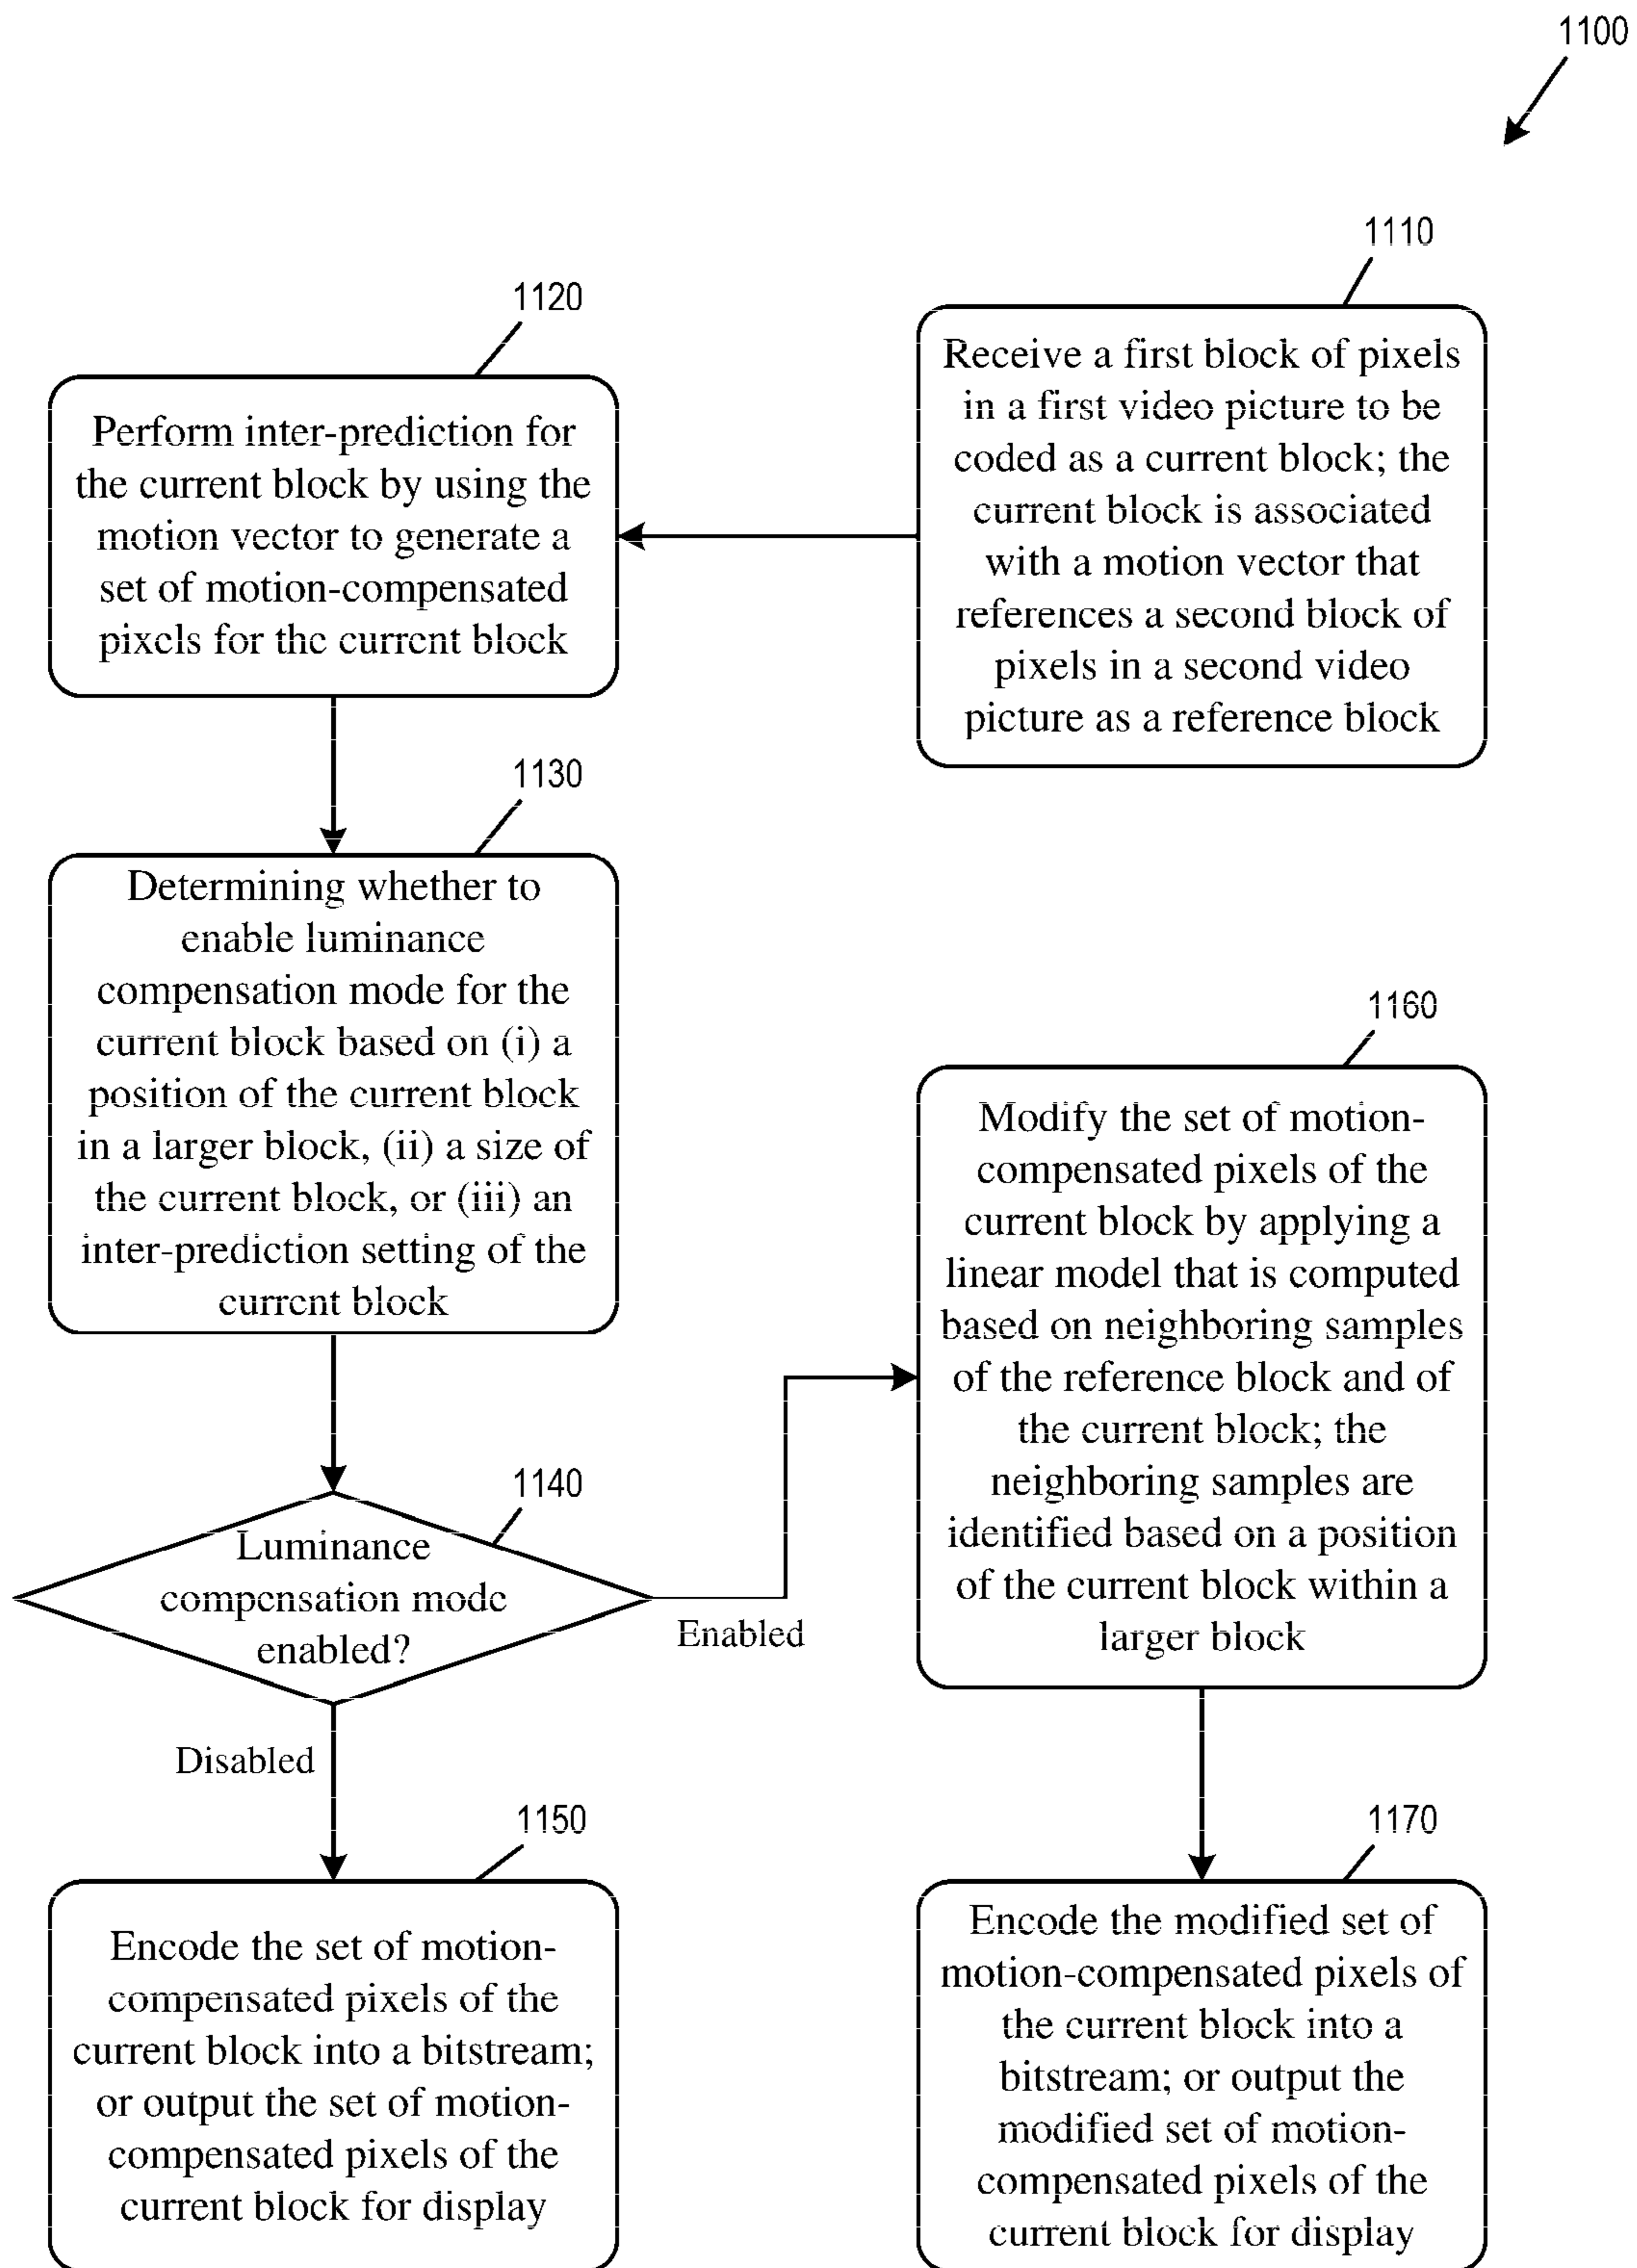 1100
1110
Receive a first block of pixels
in a first video picture to be
coded as a current block; the
current block is associated
with a motion vector that
references a second block of
pixels in a second video
picture as a reference block
1120
Perform inter-prediction for
the current block by using the
motion vector to generate a
set of motion-compensated
pixels for the current block
1130
Determining whether to
enable luminance
compensation mode for the
current block based on (i) a
position of the current block
in a larger block, (ii) a size of
the current block, or (iii) an
inter-prediction setting of the
current block
1140
Luminance
compensation mode
enabled?
Enabled
Disabled
1150
Encode the set of motion-
compensated pixels of the
current block into a bitstream;
or output the set of motion-
compensated pixels of the
current block for display
1160
Modify the set of motion-
compensated pixels of the
current block by applying a
linear model that is computed
based on neighboring samples
of the reference block and of
the current block; the
neighboring samples are
identified based on a position
of the current block within a
larger block
1170
Encode the modified set of
motion-compensated pixels of
the current block into a
bitstream; or output the
modified set of motion-
compensated pixels of the
current block for display